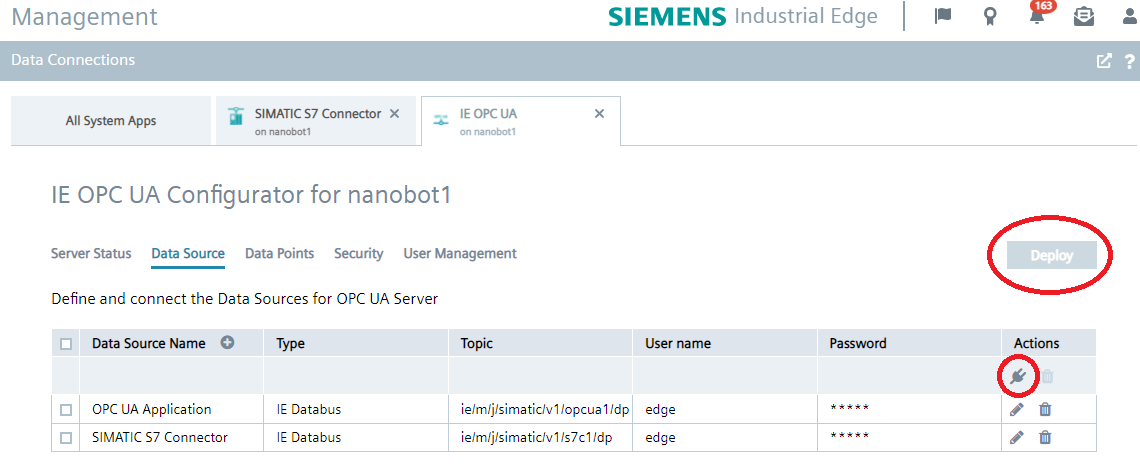 Management
SIEMENS Industrial Edge
163
Data Connections
?
All System Apps
SIMATIC S7 Connector
on nanobot1
IE OPC UA
on nanobot1
IE OPC UA Configurator for nanobot1
Server Status Data Source Data Points Security User Management
Deploy
Define and connect the Data Sources for OPC UA Server
Data Source Name Type Topic User name Password Actions
OPC UA Application IE Databus ie/m/j/simatic/v1/opcua1/dp edge *****
SIMATIC S7 Connector IE Databus ie/m/j/simatic/v1/s7c1/dp edge *****